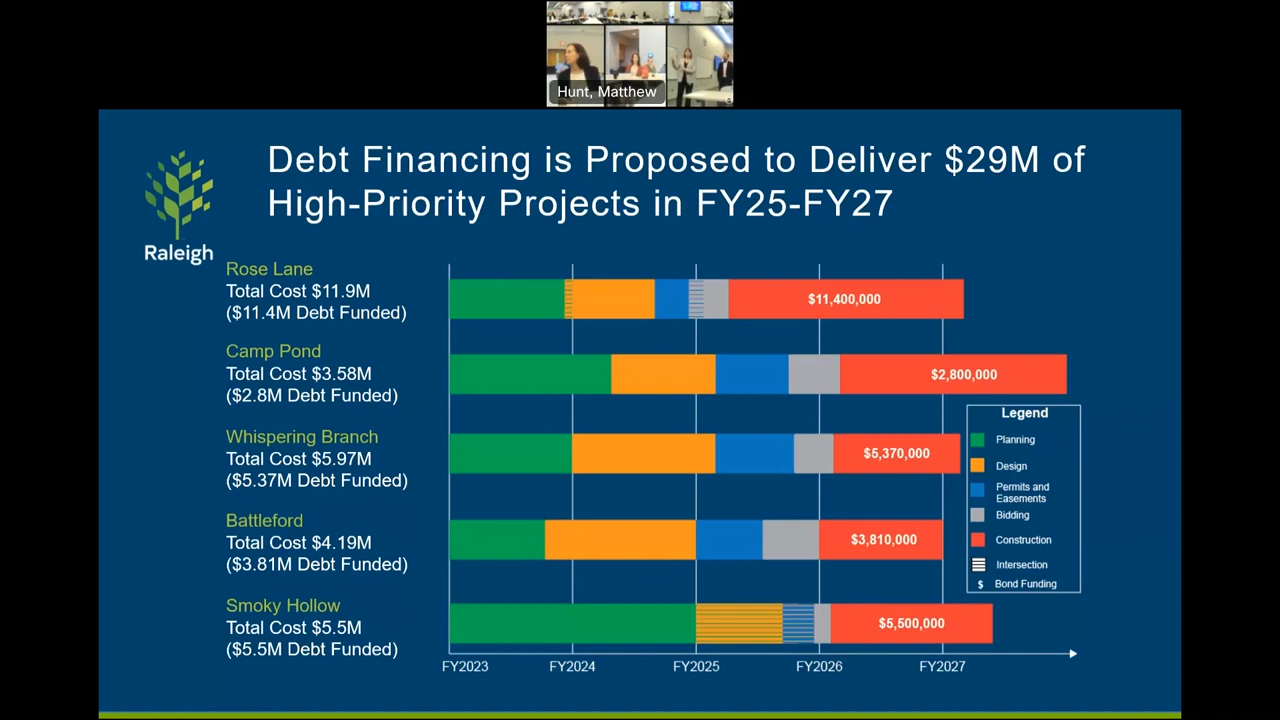 Hunt, Matthew
Debt Financing is Proposed to Deliver $29M of
High-Priority Projects in FY25-FY27
Raleigh
Rose Lane
Total Cost $11.9M
($11.4M Debt Funded)
$11,400,000
Camp Pond
Total Cost $3.58M
($2.8M Debt Funded)
$2,800,000
Whispering Branch
Total Cost $5.97M
($5.37M Debt Funded)
$5,370,000
Battleford
Total Cost $4.19M
($3.81M Debt Funded)
$3,810,000
Smoky Hollow
Total Cost $5.5M
($5.5M Debt Funded)
$5,500,000
Legend
Planning
Design
Permits and
Easements
Bidding
Construction
Intersection
$ Bond Funding
FY2023 FY2024 FY2025 FY2026 FY2027